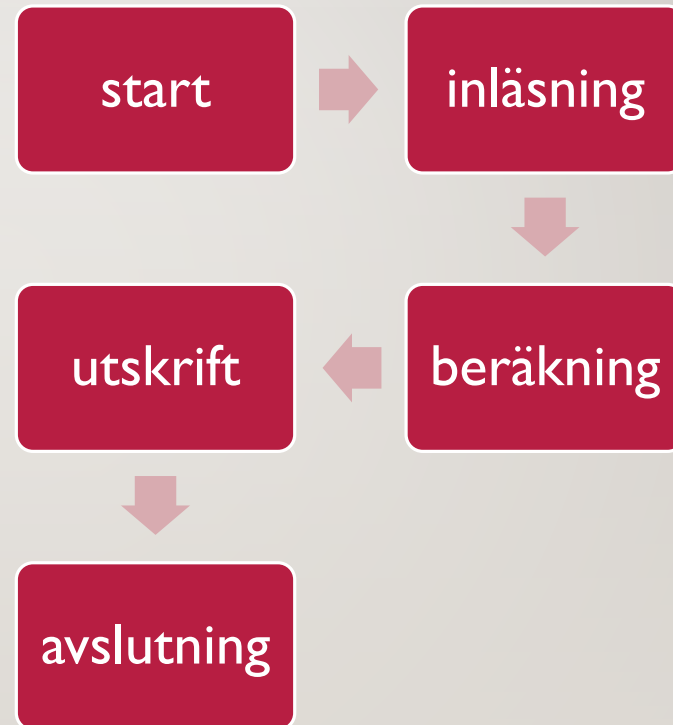 start
inläsning
beräkning
utskrift
avslutning